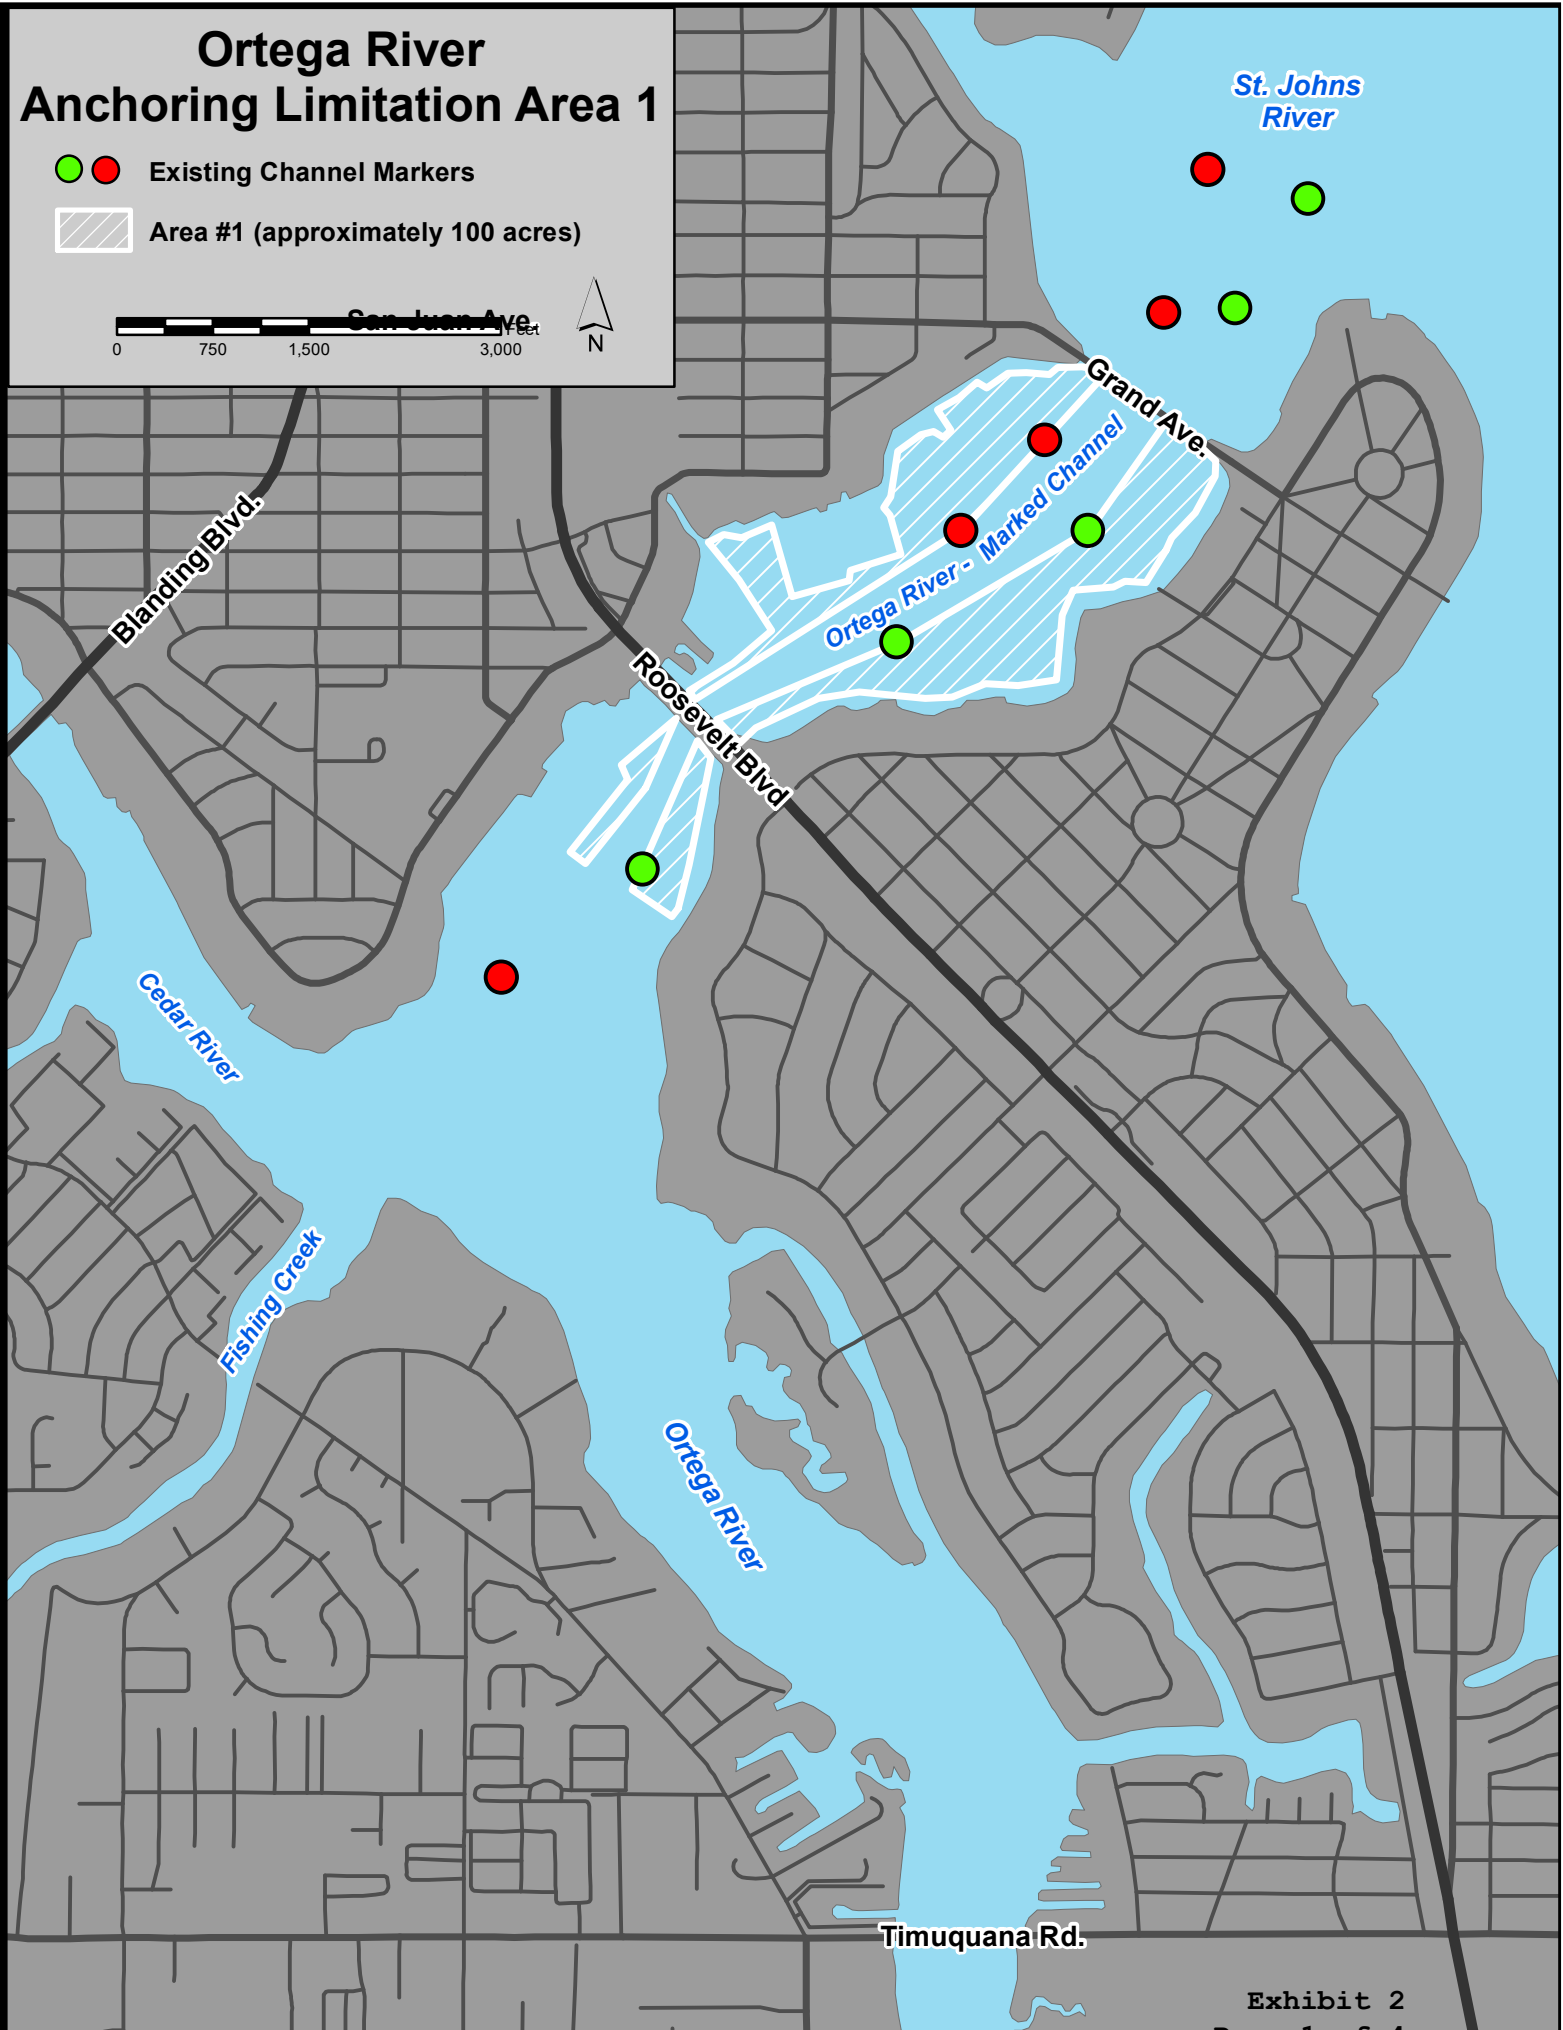 Ortega River
Anchoring Limitation Area 1
Existing Channel Markers
Area #1 (approximately 100 acres)
San Juan Ave.
Feet
0 750 1,500 3,000
N
St. Johns
River
Grand Ave.
Ortega River - Marked Channel
Blanding Blvd.
Roosevelt Blvd
Cedar River
Fishing Creek
Ortega River
Timuquana Rd.
Exhibit 2